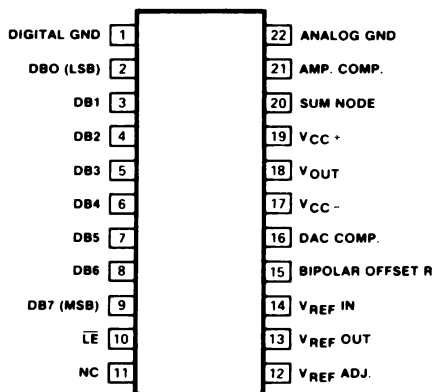 DIGITAL GND 1 22 ANALOG GND
DBO (LSB) 2 21 AMP. COMP.
DB1 3 20 SUM NODE
DB2 4 19 VCC +
DB3 5 18 VOUT
DB4 6 17 VCC -
DB5 7 16 DAC COMP.
DB6 8 15 BIPOLAR OFFSET R
DB7 (MSB) 9 14 VREF IN
LE 10 13 VREF OUT
NC 11 12 VREF ADJ.